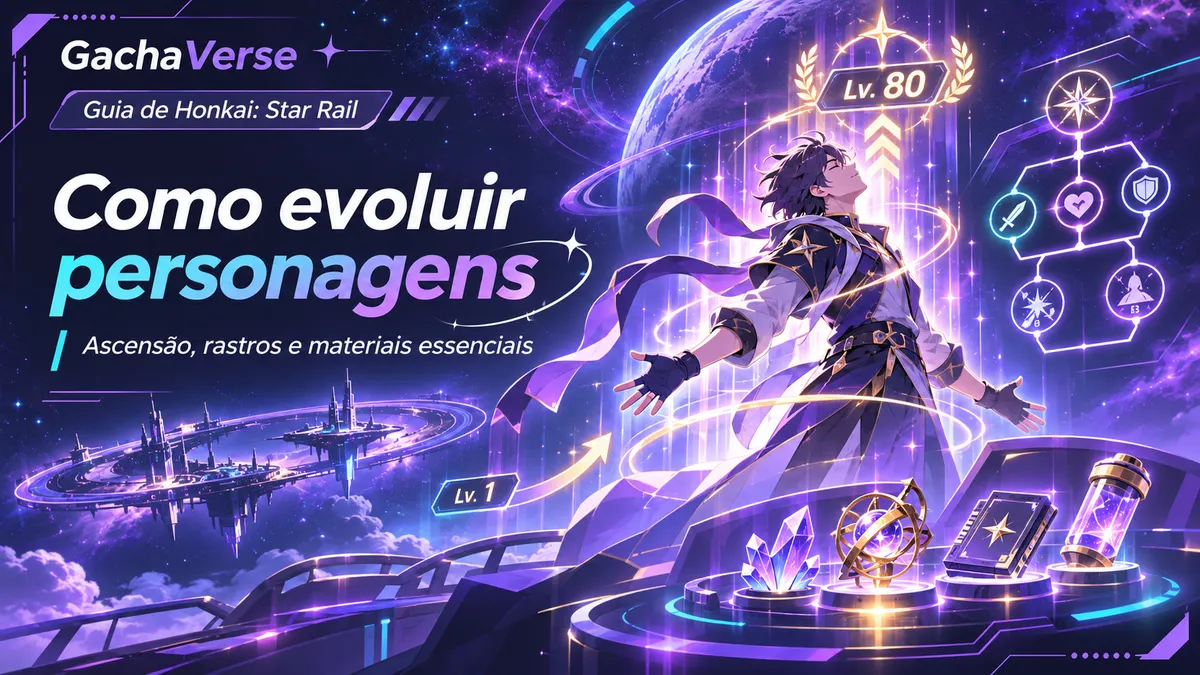 GachaVerse
Guia de Honkai: Star Rail
Como evoluir
personagens
Ascensão, rastros e materiais essenciais
Lv. 80
Lv. 1